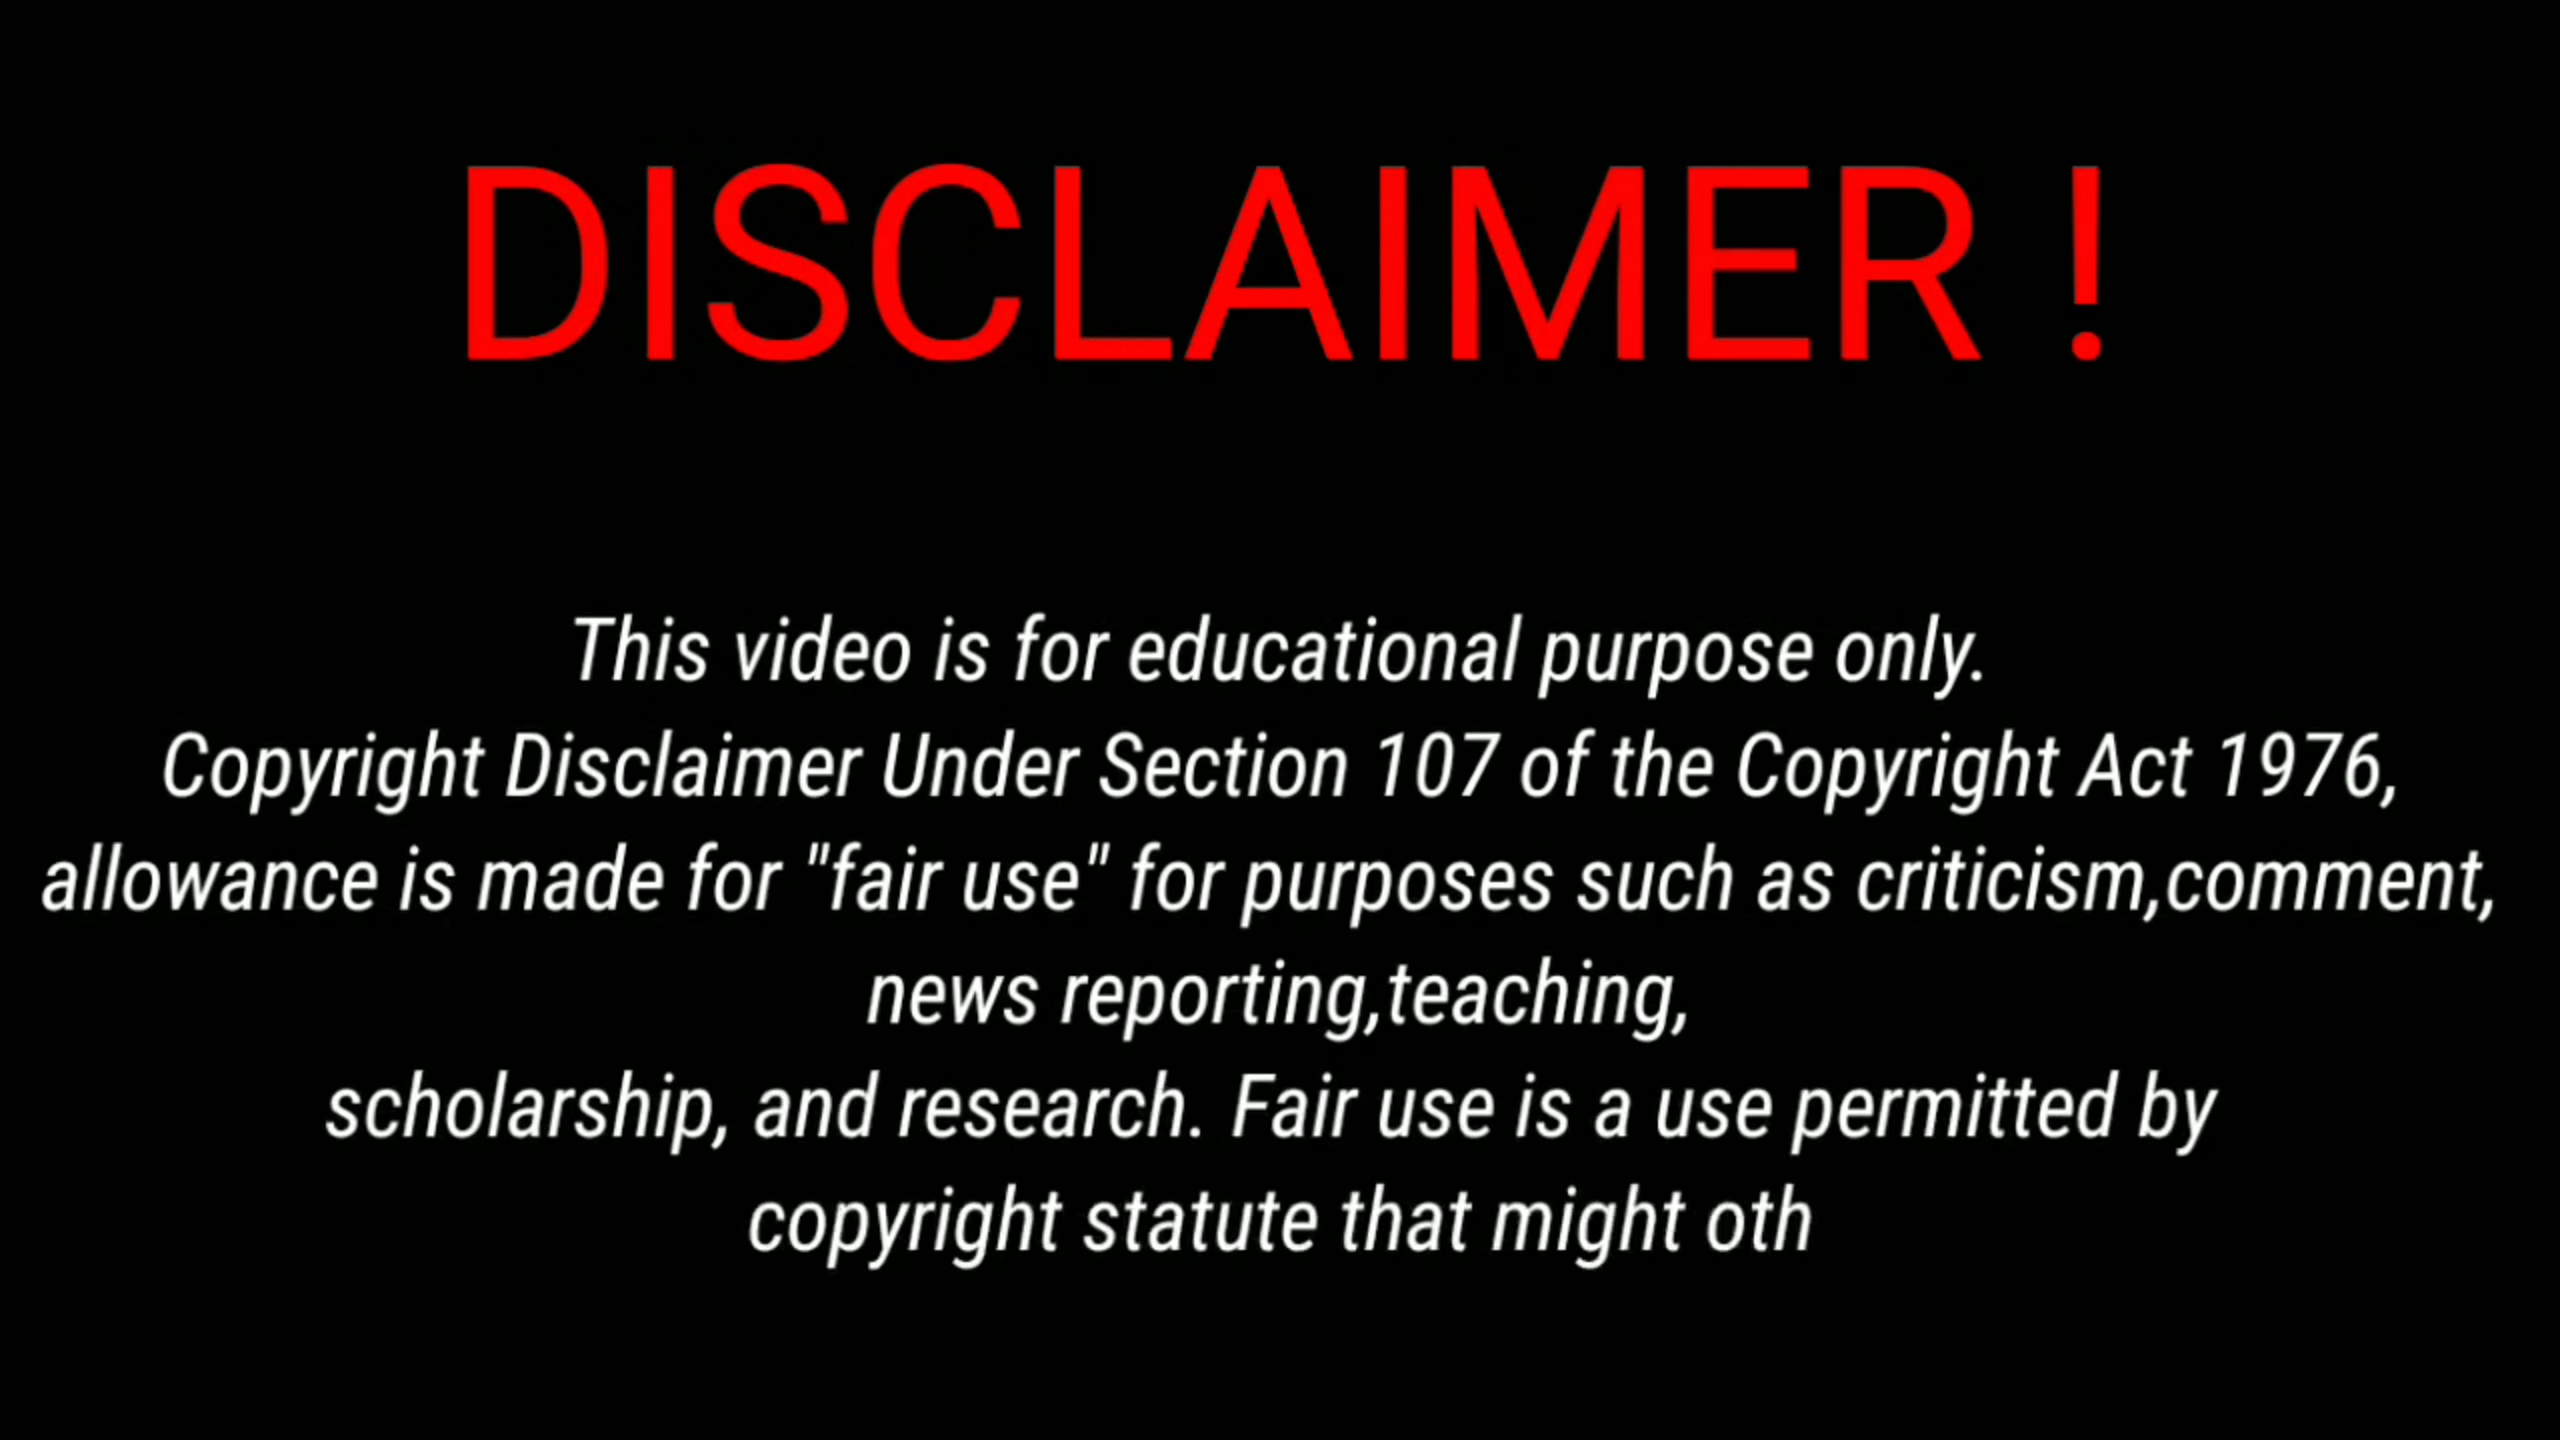 DISCLAIMER !
This video is for educational purpose only.
Copyright Disclaimer Under Section 107 of the Copyright Act 1976,
allowance is made for "fair use" for purposes such as criticism,comment,
news reporting,teaching,
scholarship, and research. Fair use is a use permitted by
copyright statute that might oth